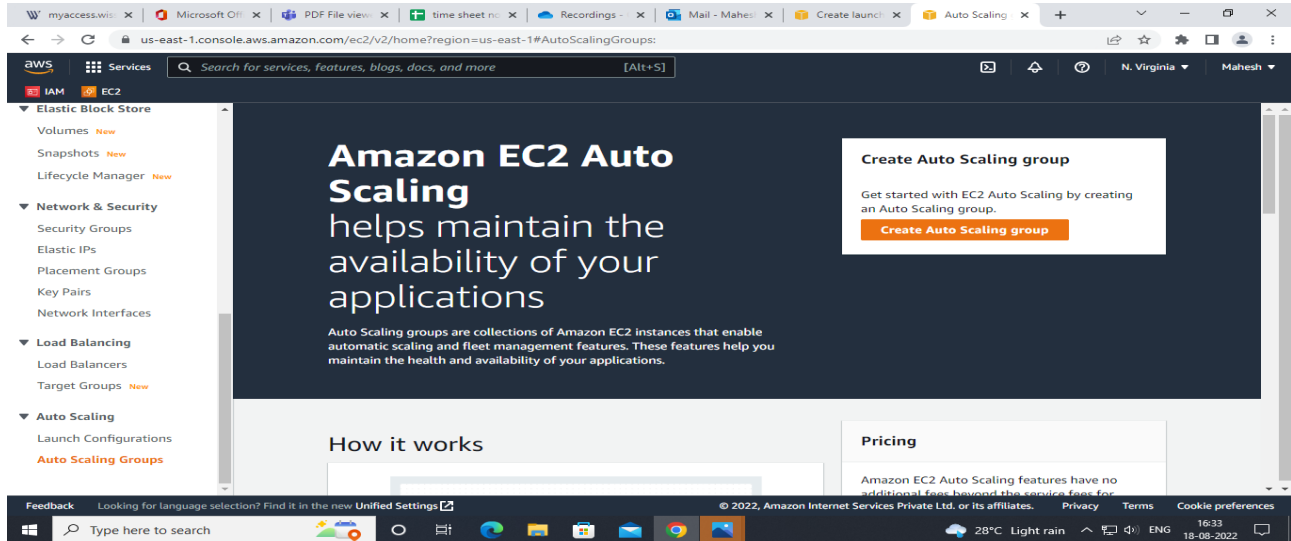 myaccess.wis
Microsoft Off
PDF File view
time sheet no
Recordings -
Mail - Mahesh
Create launch
Auto Scaling
us-east-1.console.aws.amazon.com/ec2/v2/home?region=us-east-1#AutoScalingGroups:
aws
Services
Search for services, features, blogs, docs, and more
[Alt+S]
N. Virginia
Mahesh
IAM
EC2
Elastic Block Store
Volumes New
Snapshots New
Lifecycle Manager New
Network & Security
Security Groups
Elastic IPs
Placement Groups
Key Pairs
Network Interfaces
Load Balancing
Load Balancers
Target Groups New
Auto Scaling
Launch Configurations
Auto Scaling Groups
Amazon EC2 Auto
Scaling
helps maintain the
availability of your
applications
Auto Scaling groups are collections of Amazon EC2 instances that enable
automatic scaling and fleet management features. These features help you
maintain the health and availability of your applications.
Create Auto Scaling group
Get started with EC2 Auto Scaling by creating
an Auto Scaling group.
Create Auto Scaling group
How it works
Pricing
Amazon EC2 Auto Scaling features have no
additional fees beyond the service fees for
Feedback
Looking for language selection? Find it in the new Unified Settings
© 2022, Amazon Internet Services Private Ltd. or its affiliates.
Privacy
Terms
Cookie preferences
Type here to search
28°C Light rain
ENG
16:33
18-08-2022